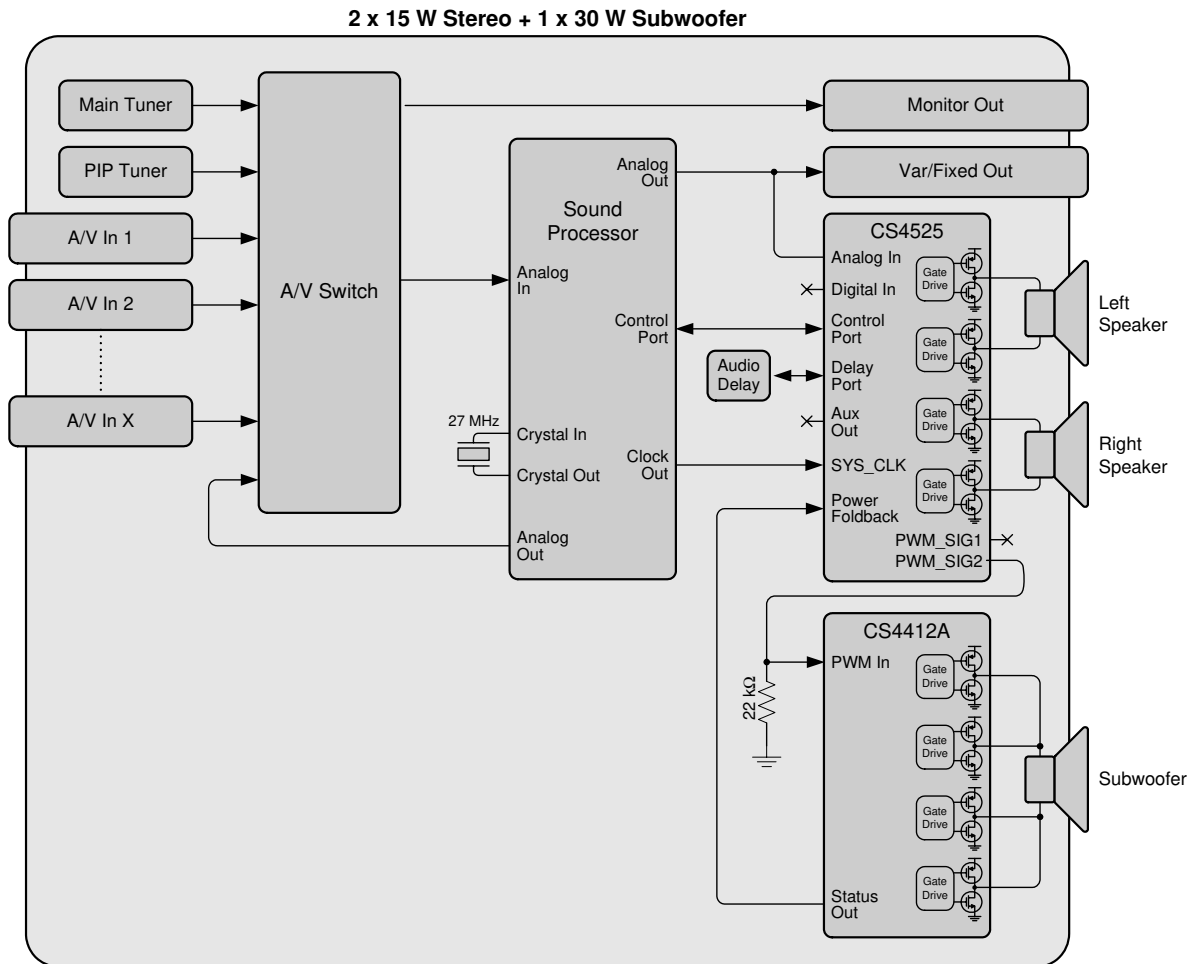 2 x 15 W Stereo + 1 x 30 W Subwoofer
Main Tuner
PIP Tuner
A/V In 1
A/V In 2
A/V In X
A/V Switch
Sound
Processor
Analog
Out
Analog
In
Control
Port
27 MHz
Crystal In
Crystal Out
Clock
Out
Analog
Out
Monitor Out
Var/Fixed Out
CS4525
Analog In
Digital In
Control
Port
Audio
Delay
Delay
Port
Aux
Out
SYS_CLK
Power
Foldback
PWM_SIG1
PWM_SIG2
Gate
Drive
Gate
Drive
Gate
Drive
Gate
Drive
Left
Speaker
Right
Speaker
CS4412A
PWM In
22 kΩ
Gate
Drive
Gate
Drive
Gate
Drive
Gate
Drive
Status
Out
Subwoofer